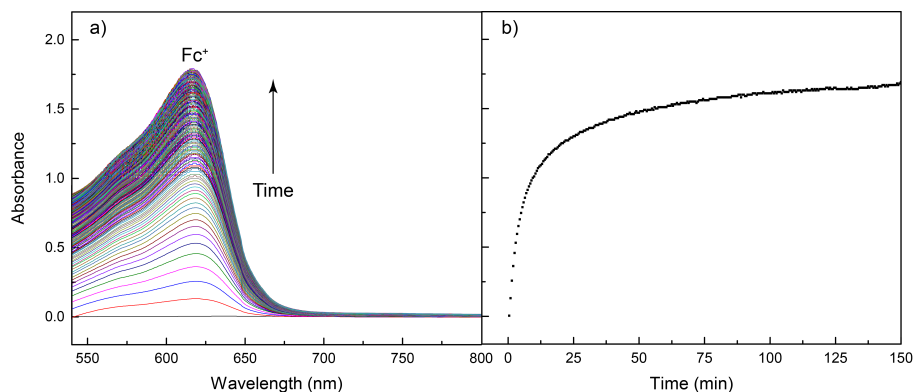 a)
Fc⁺
Time
Absorbance
2.0
1.5
1.0
0.5
0.0
550 600 650 700 750 800
Wavelength (nm)
b)
0 25 50 75 100 125 150
Time (min)